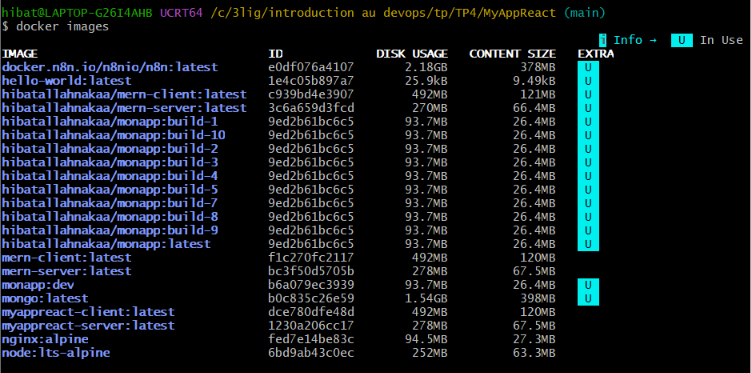 hibat@LAPTOP-G26I4AHB UCRT64 /c/3lig/introduction au devops/tp/TP4/MyAppReact (main)
$ docker images
i Info → U In Use
IMAGE ID DISK USAGE CONTENT SIZE EXTRA
docker.n8n.io/n8nio/n8n:latest e0df076a4107 2.18GB 378MB U
hello-world:latest 1e4c05b897a7 25.9kB 9.49kB U
hibatallahnakaa/mern-client:latest c939bd4e3907 492MB 121MB U
hibatallahnakaa/mern-server:latest 3c6a659d3fcd 270MB 66.4MB U
hibatallahnakaa/monapp:build-1 9ed2b61bc6c5 93.7MB 26.4MB U
hibatallahnakaa/monapp:build-10 9ed2b61bc6c5 93.7MB 26.4MB U
hibatallahnakaa/monapp:build-2 9ed2b61bc6c5 93.7MB 26.4MB U
hibatallahnakaa/monapp:build-3 9ed2b61bc6c5 93.7MB 26.4MB U
hibatallahnakaa/monapp:build-4 9ed2b61bc6c5 93.7MB 26.4MB U
hibatallahnakaa/monapp:build-5 9ed2b61bc6c5 93.7MB 26.4MB U
hibatallahnakaa/monapp:build-7 9ed2b61bc6c5 93.7MB 26.4MB U
hibatallahnakaa/monapp:build-8 9ed2b61bc6c5 93.7MB 26.4MB U
hibatallahnakaa/monapp:build-9 9ed2b61bc6c5 93.7MB 26.4MB U
hibatallahnakaa/monapp:latest 9ed2b61bc6c5 93.7MB 26.4MB U
mern-client:latest f1c270fc2117 492MB 120MB
mern-server:latest bc3f50d5705b 278MB 67.5MB
monapp:dev b6a079ec3939 93.7MB 26.4MB U
mongo:latest b0c835c26e59 1.54GB 398MB U
myappreact-client:latest dce780dfe48d 492MB 120MB
myappreact-server:latest 1230a206cc17 278MB 67.5MB
nginx:alpine fed7e14be83c 94.5MB 27.3MB
node:lts-alpine 6bd9ab43c0ec 252MB 63.3MB